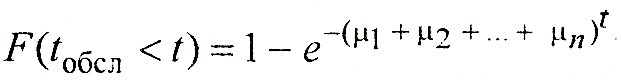 F(t_обсл < t) = 1 − e^−(μ₁ + μ₂ + ... + μₙ)t